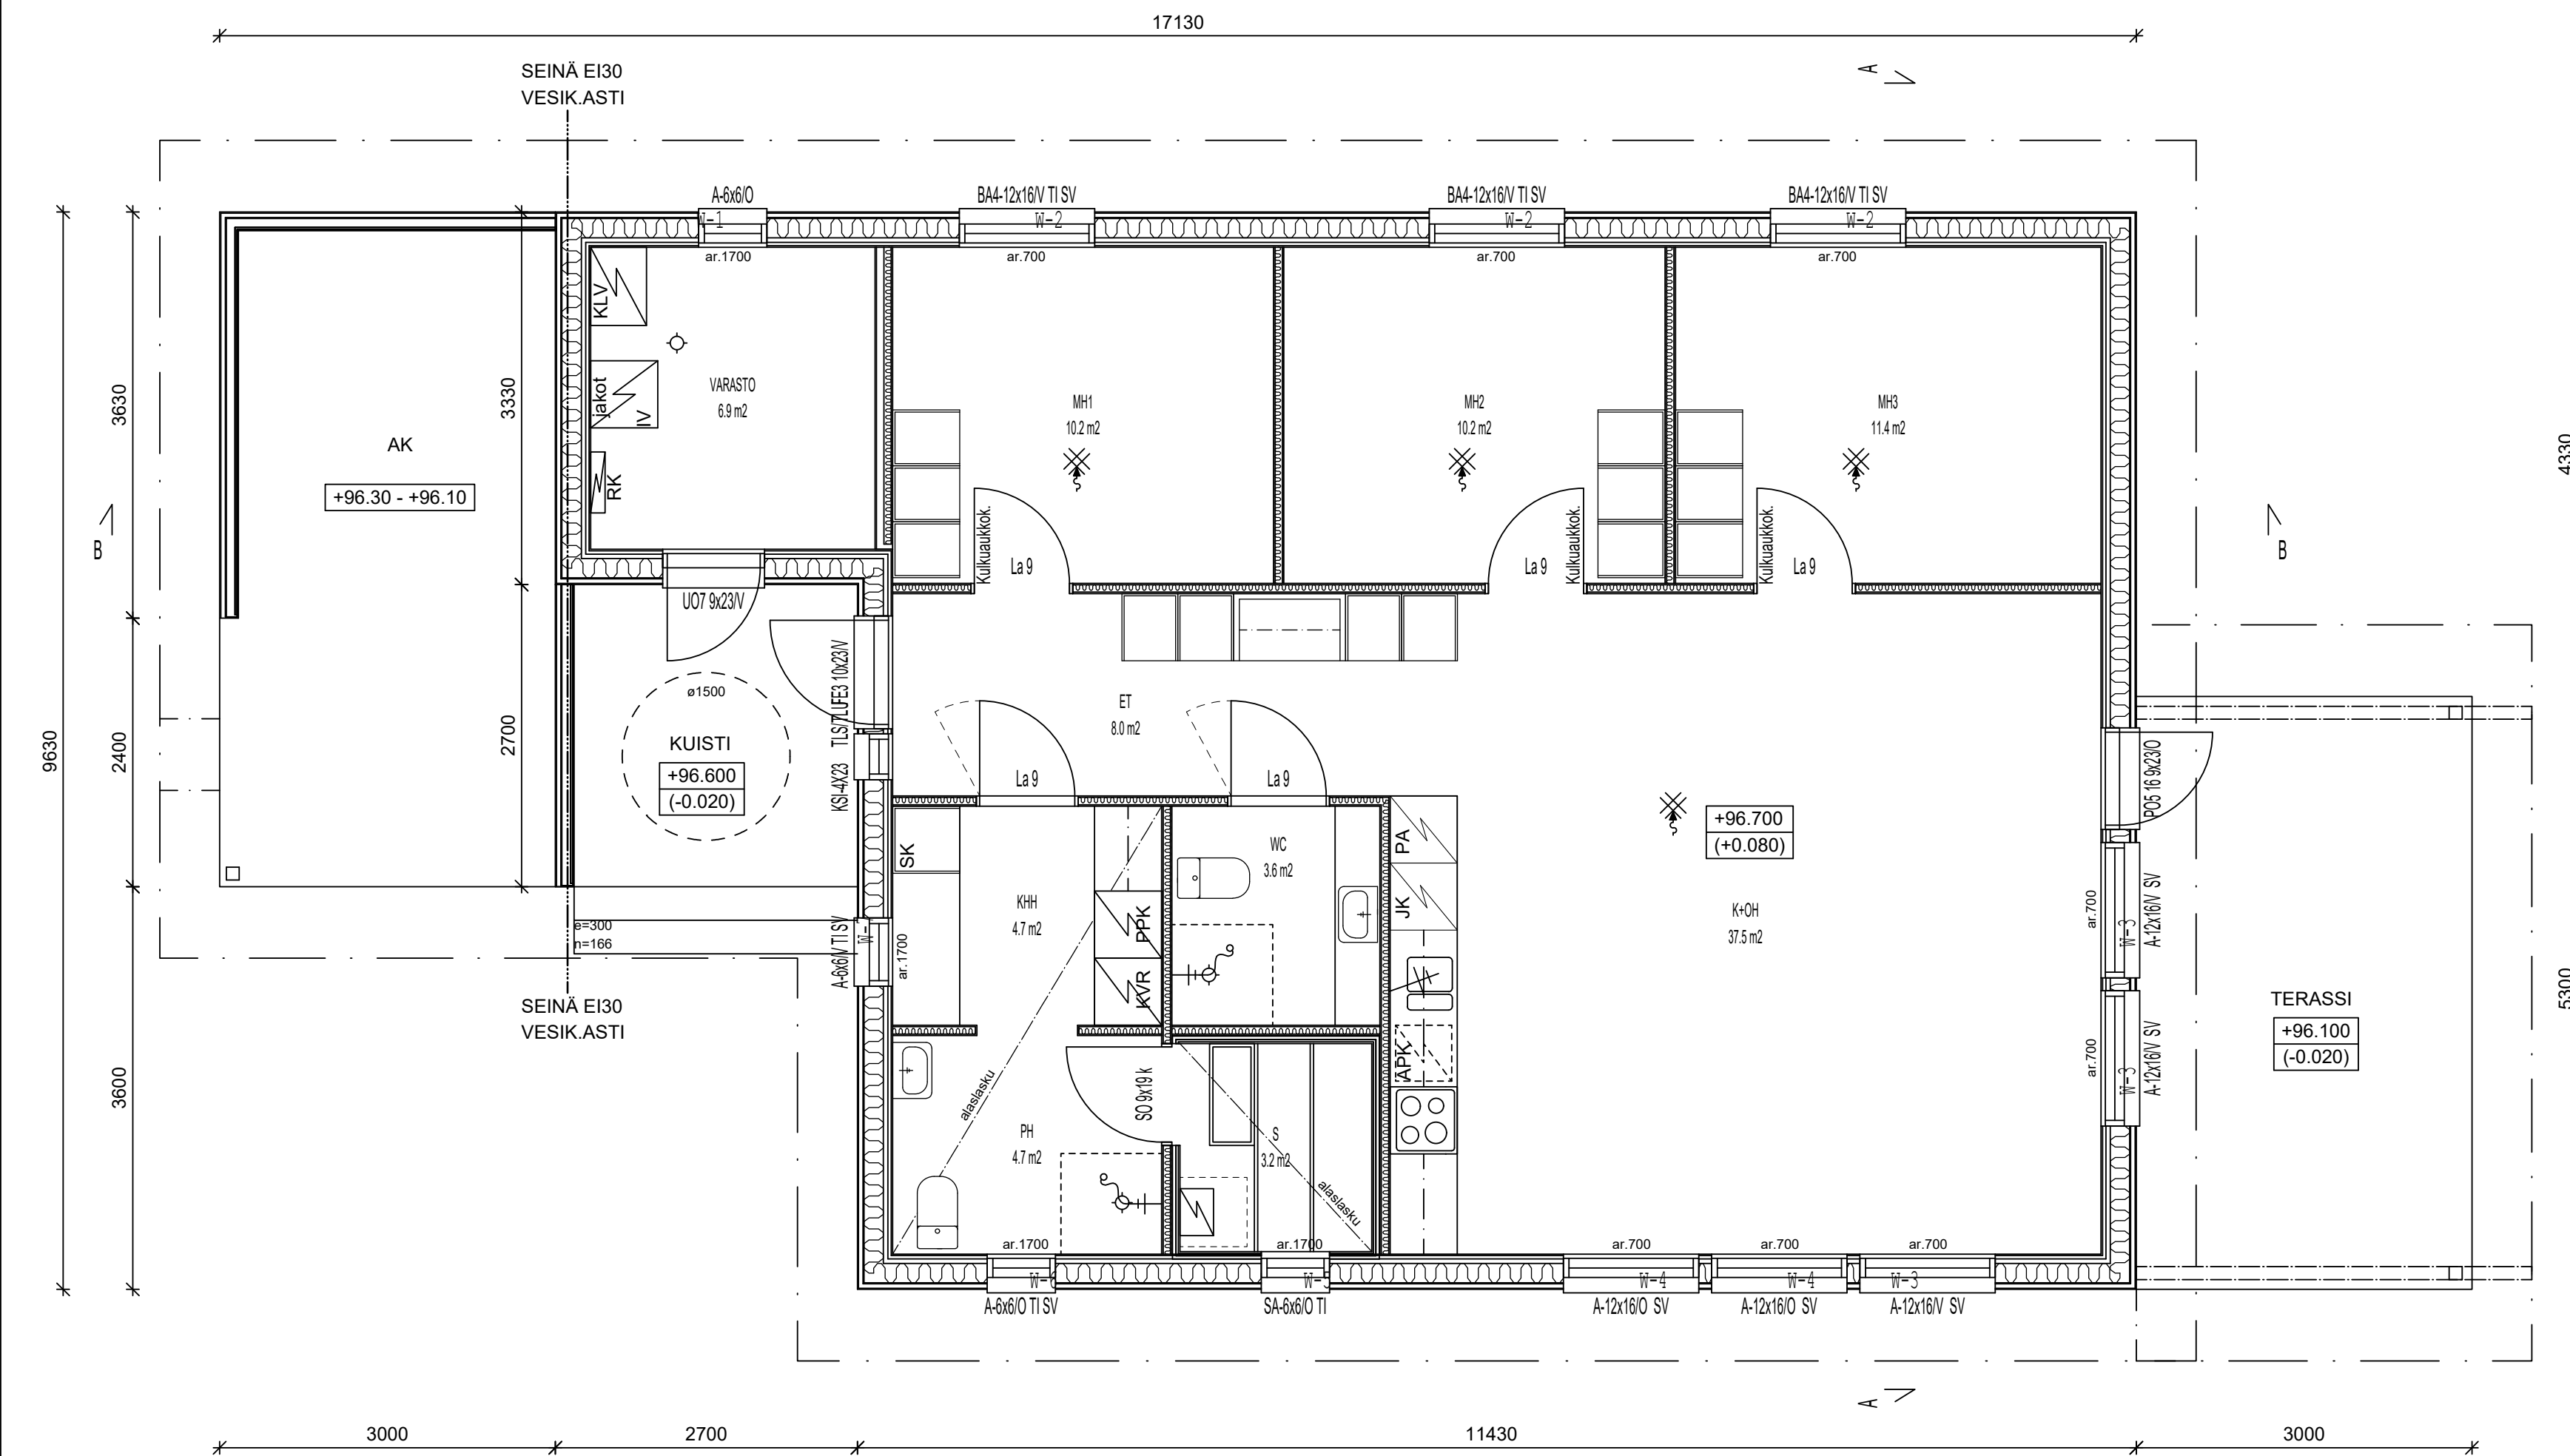 17130
SEINÄ EI30
VESIK.ASTI
A
A-6x6/O
BA4-12x16/V TI SV
BA4-12x16/V TI SV
BA4-12x16/V TI SV
W-1
W-2
W-2
W-2
ar.1700
ar.700
ar.700
ar.700
KLV
jakot
IV
RK
VARASTO
6.9 m2
MH1
10.2 m2
MH2
10.2 m2
MH3
11.4 m2
9630
3630
2400
3600
3330
2700
4330
5300
AK
+96.30 - +96.10
B
B
Kulkuaukkok.
La 9
La 9
Kulkuaukkok.
Kulkuaukkok.
La 9
UO7 9x23/V
ø1500
KUISTI
+96.600
(-0.020)
KSI-4X23
10x23/V
ET
8.0 m2
La 9
La 9
SK
KHH
4.7 m2
PPK
KVR
WC
3.6 m2
PA
JK
APK
+96.700
(+0.080)
K+OH
37.5 m2
PO5 16 9x23/O
ar.700
W-3
A-12x16/V SV
ar.700
W-3
A-12x16/V SV
TERASSI
+96.100
(-0.020)
e=300
n=166
A-6x6/V TI SV
W-
ar.1700
SEINÄ EI30
VESIK.ASTI
alaslasku
SO 9x19 k
PH
4.7 m2
S
3.2 m2
alaslasku
ar.1700
ar.1700
ar.700
ar.700
ar.700
W-
W-
W-4
W-4
W-3
A-6x6/O TI SV
SA-6x6/O TI
A-12x16/O SV
A-12x16/O SV
A-12x16/V SV
A
3000
2700
11430
3000